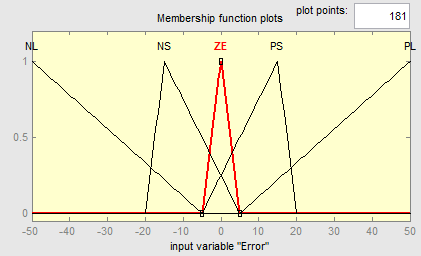 Membership function plots plot points: 181
NL NS ZE PS PL
1
0.5
0
-50 -40 -30 -20 -10 0 10 20 30 40 50
input variable "Error"